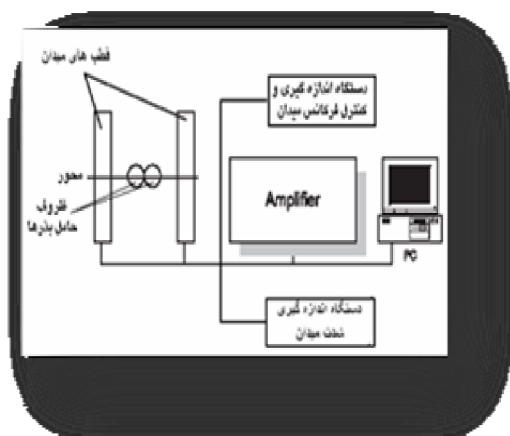 قطب های میدان
دستگاه اندازه گیری و
کنترل فرکانس میدان
محور
ظروف
حامل بذرها
Amplifier
PC
دستگاه اندازه گیری
شدت میدان